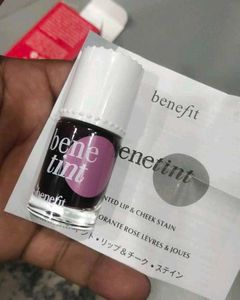 bene
tint
benefit
benefit
enetint
NTED LIP & CHEEK STAIN
ORANTE ROSE LEVRES & JOUES
ント・リップ&チーク・ステイン